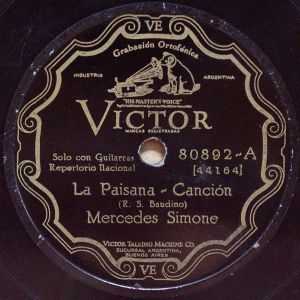 VE
Grabación Ortofónica
INDUSTRIA
ARGENTINA
"HIS MASTER'S VOICE"
VICTOR
MARCAS REGISTRADAS
Solo con Guitarras
Repertorio Nacional
80892-A
[44164]
La Paisana - Canción
(R. S. Baudino)
Mercedes Simone
VICTOR TALKING MACHINE CO.
SUCURSAL ARGENTINA,
BUENOS AIRES
VE